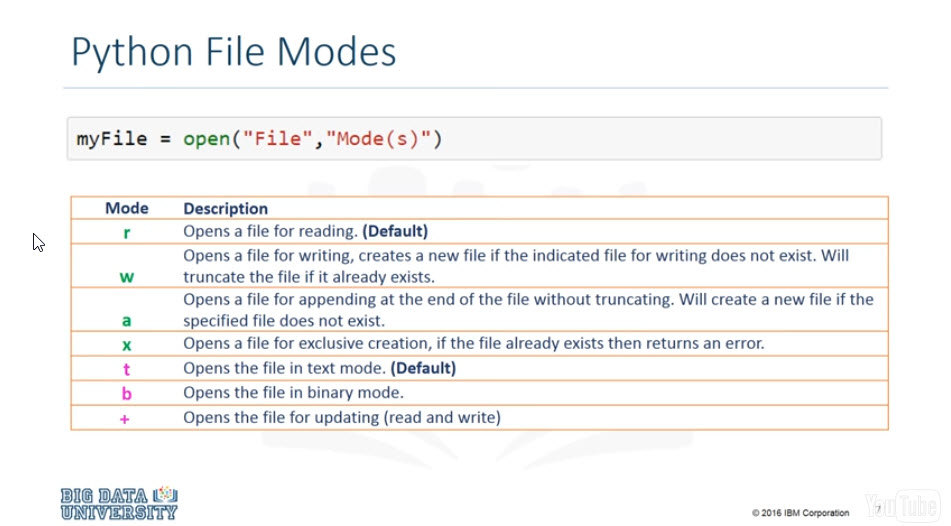 Python File Modes
myFile = open("File","Mode(s)")
Mode Description
r Opens a file for reading. (Default)
Opens a file for writing, creates a new file if the indicated file for writing does not exist. Will
w truncate the file if it already exists.
Opens a file for appending at the end of the file without truncating. Will create a new file if the
a specified file does not exist.
x Opens a file for exclusive creation, if the file already exists then returns an error.
t Opens the file in text mode. (Default)
b Opens the file in binary mode.
+ Opens the file for updating (read and write)
BIG DATA
UNIVERSITY
© 2016 IBM Corporation
YouTube